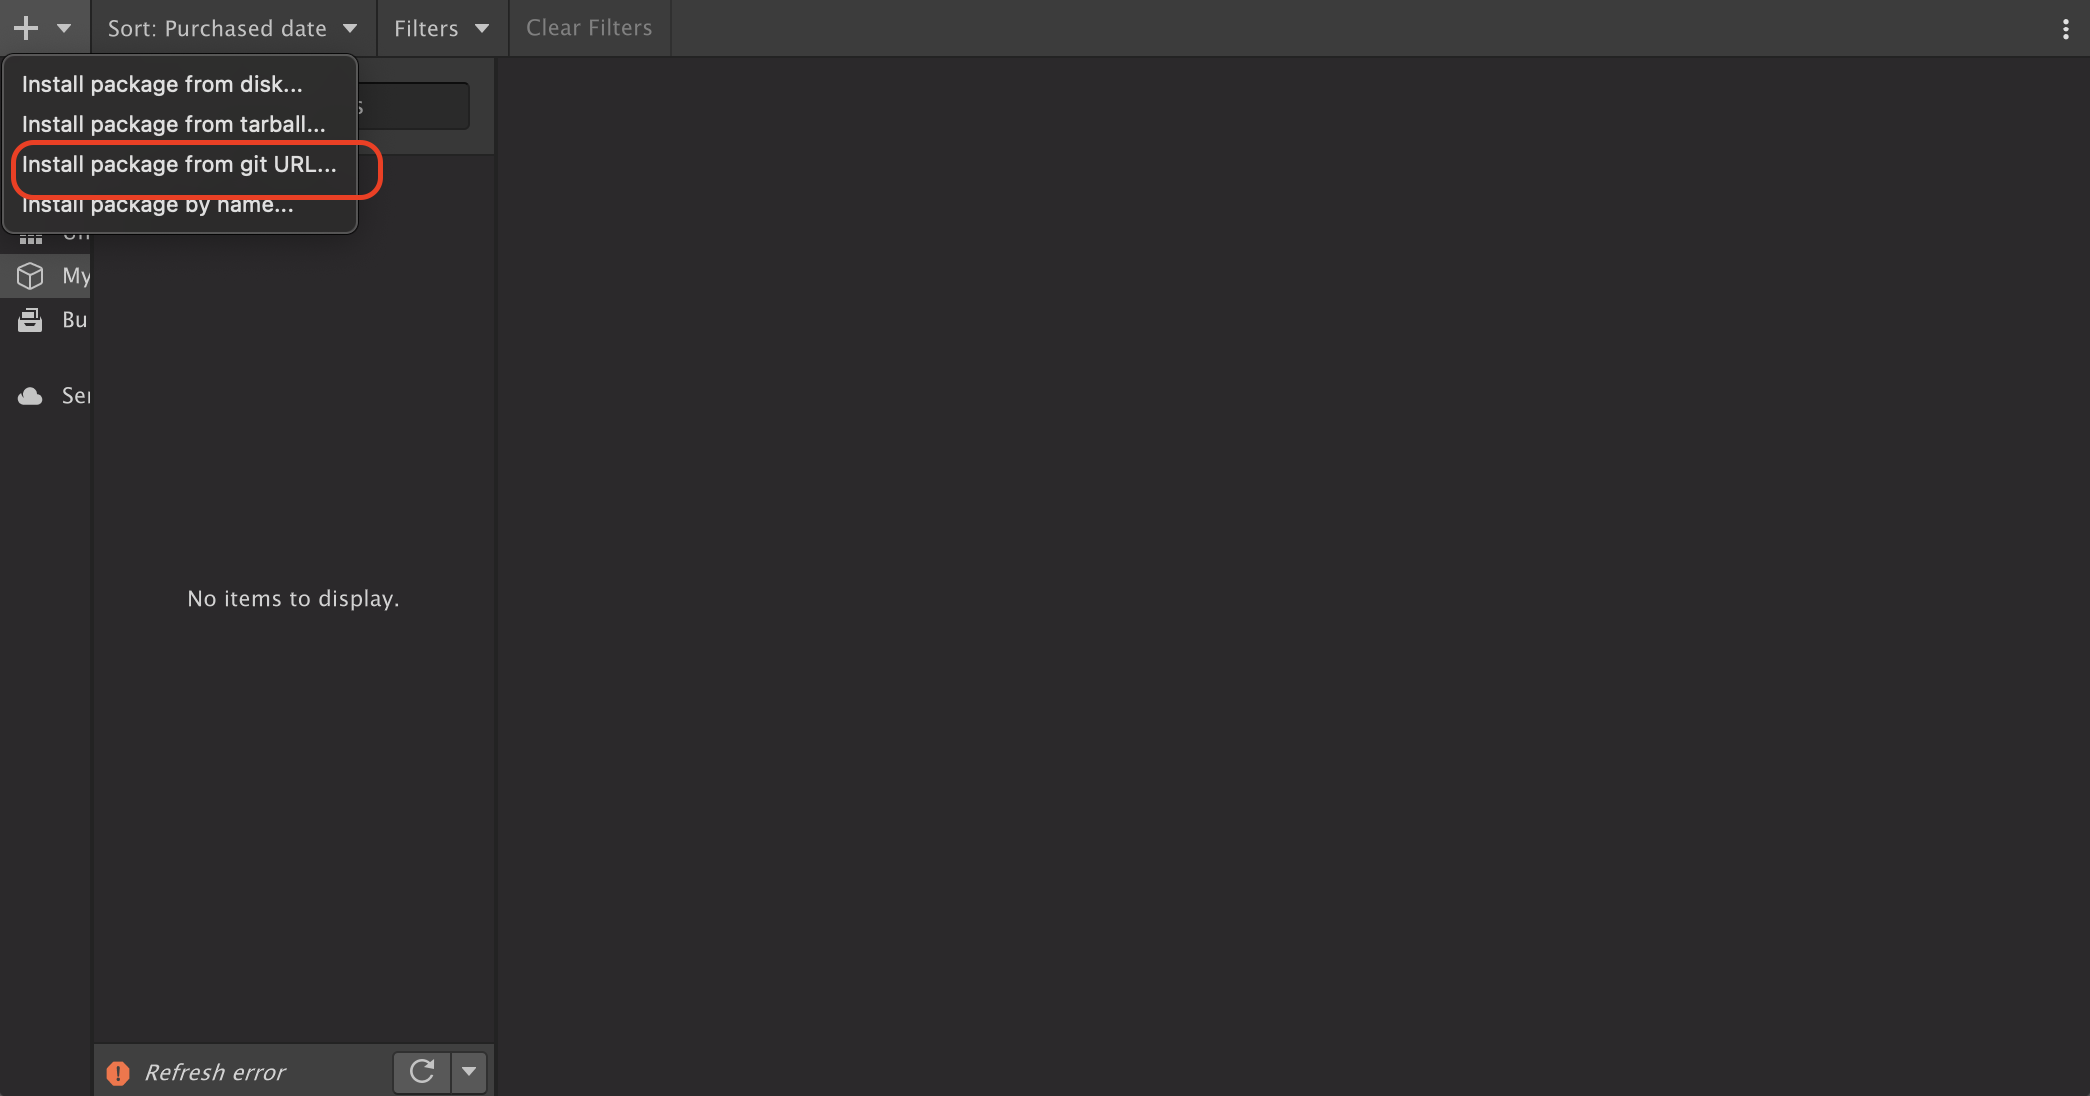 Sort: Purchased date
Filters
Clear Filters
Install package from disk...
Install package from tarball...
Install package from git URL...
Install package by name...
My
Bu
Ser
No items to display.
Refresh error